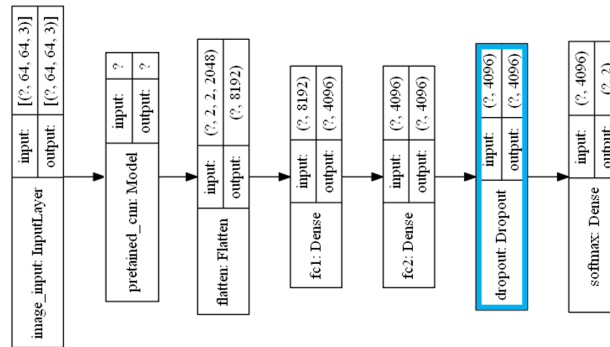 image_input: InputLayer
input:
[(?, 64, 64, 3)]
output:
[(?, 64, 64, 3)]
pretained_cnn: Model
input:
?
output:
?
flatten: Flatten
input:
(?, 2, 2, 2048)
output:
(?, 8192)
fc1: Dense
input:
(?, 8192)
output:
(?, 4096)
fc2: Dense
input:
(?, 4096)
output:
(?, 4096)
dropout: Dropout
input:
(?, 4096)
output:
(?, 4096)
softmax: Dense
input:
(?, 4096)
output:
(?, 2)